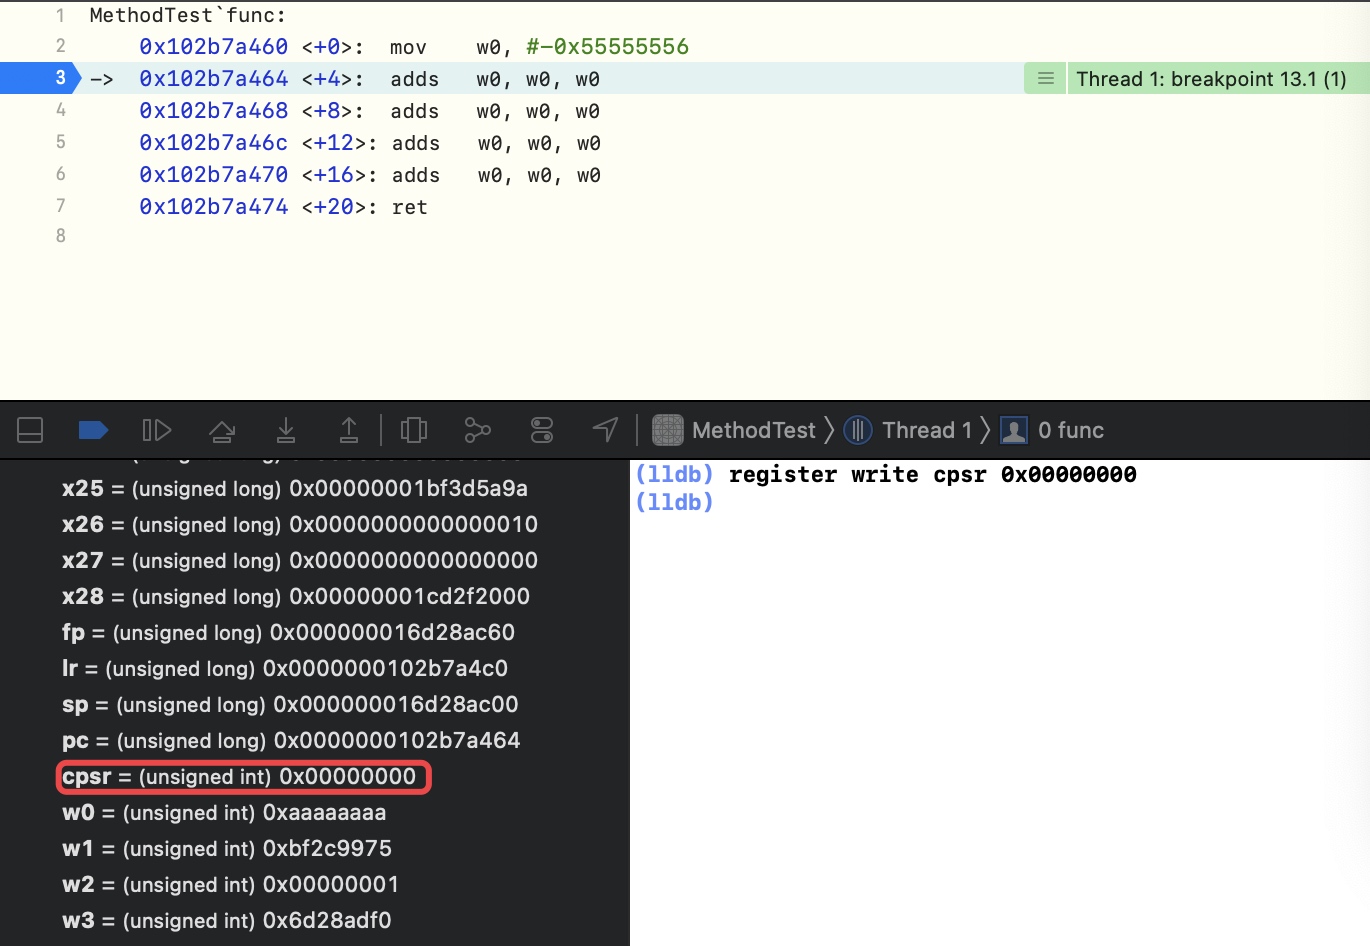 1 MethodTest`func:
2 0x102b7a460 <+0>: mov w0, #-0x55555556
3 -> 0x102b7a464 <+4>: adds w0, w0, w0 Thread 1: breakpoint 13.1 (1)
4 0x102b7a468 <+8>: adds w0, w0, w0
5 0x102b7a46c <+12>: adds w0, w0, w0
6 0x102b7a470 <+16>: adds w0, w0, w0
7 0x102b7a474 <+20>: ret
8
MethodTest 〉 Thread 1 〉 0 func
x25 = (unsigned long) 0x00000001bf3d5a9a
x26 = (unsigned long) 0x0000000000000010
x27 = (unsigned long) 0x0000000000000000
x28 = (unsigned long) 0x00000001cd2f2000
fp = (unsigned long) 0x000000016d28ac60
lr = (unsigned long) 0x0000000102b7a4c0
sp = (unsigned long) 0x000000016d28ac00
pc = (unsigned long) 0x0000000102b7a464
cpsr = (unsigned int) 0x00000000
w0 = (unsigned int) 0xaaaaaaaa
w1 = (unsigned int) 0xbf2c9975
w2 = (unsigned int) 0x00000001
w3 = (unsigned int) 0x6d28adf0
(lldb) register write cpsr 0x00000000
(lldb)